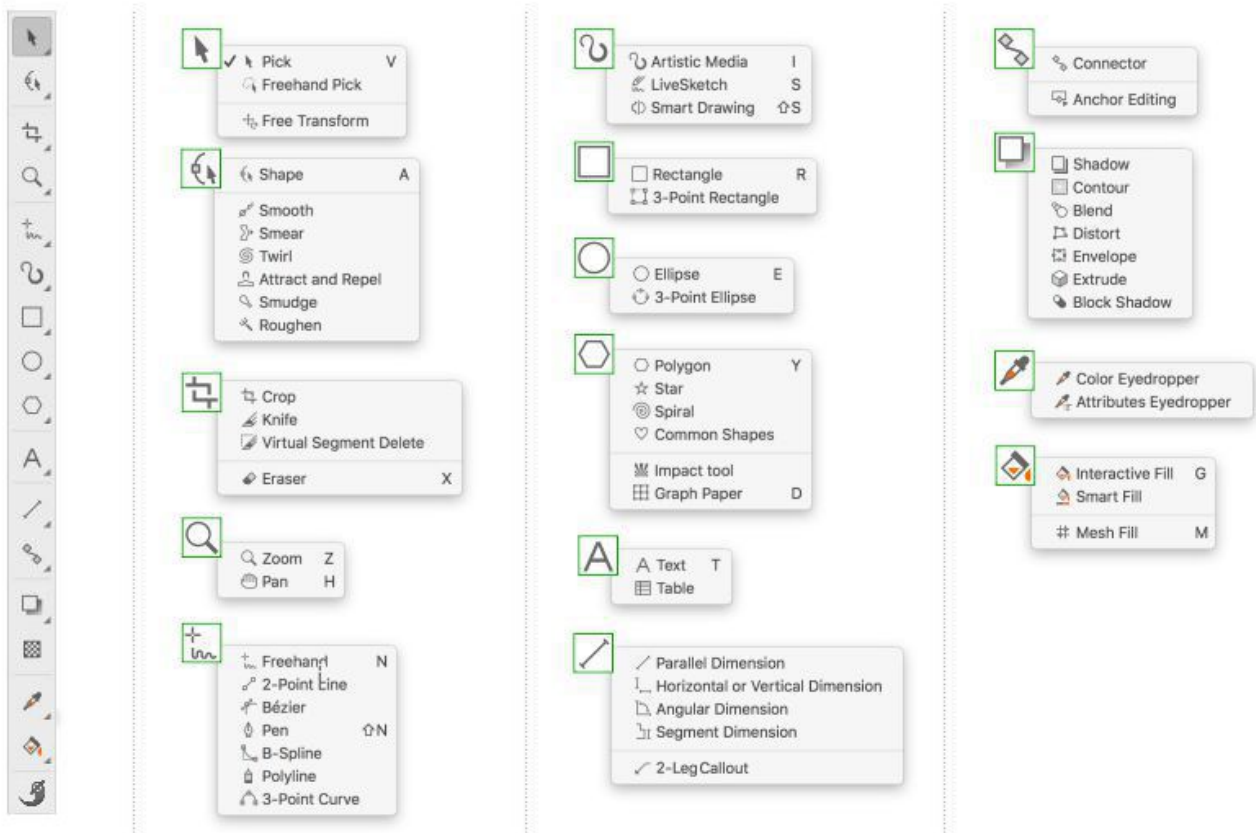 Pick V
Freehand Pick
Free Transform
Shape A
Smooth
Smear
Twirl
Attract and Repel
Smudge
Roughen
Crop
Knife
Virtual Segment Delete
Eraser X
Zoom Z
Pan H
Freehand N
2-Point Line
Bézier
Pen ⇧N
B-Spline
Polyline
3-Point Curve
Artistic Media I
LiveSketch S
Smart Drawing ⇧S
Rectangle R
3-Point Rectangle
Ellipse E
3-Point Ellipse
Polygon Y
Star
Spiral
Common Shapes
Impact tool
Graph Paper D
A Text T
Table
Parallel Dimension
Horizontal or Vertical Dimension
Angular Dimension
Segment Dimension
2-Leg Callout
Connector
Anchor Editing
Shadow
Contour
Blend
Distort
Envelope
Extrude
Block Shadow
Color Eyedropper
Attributes Eyedropper
Interactive Fill G
Smart Fill
Mesh Fill M